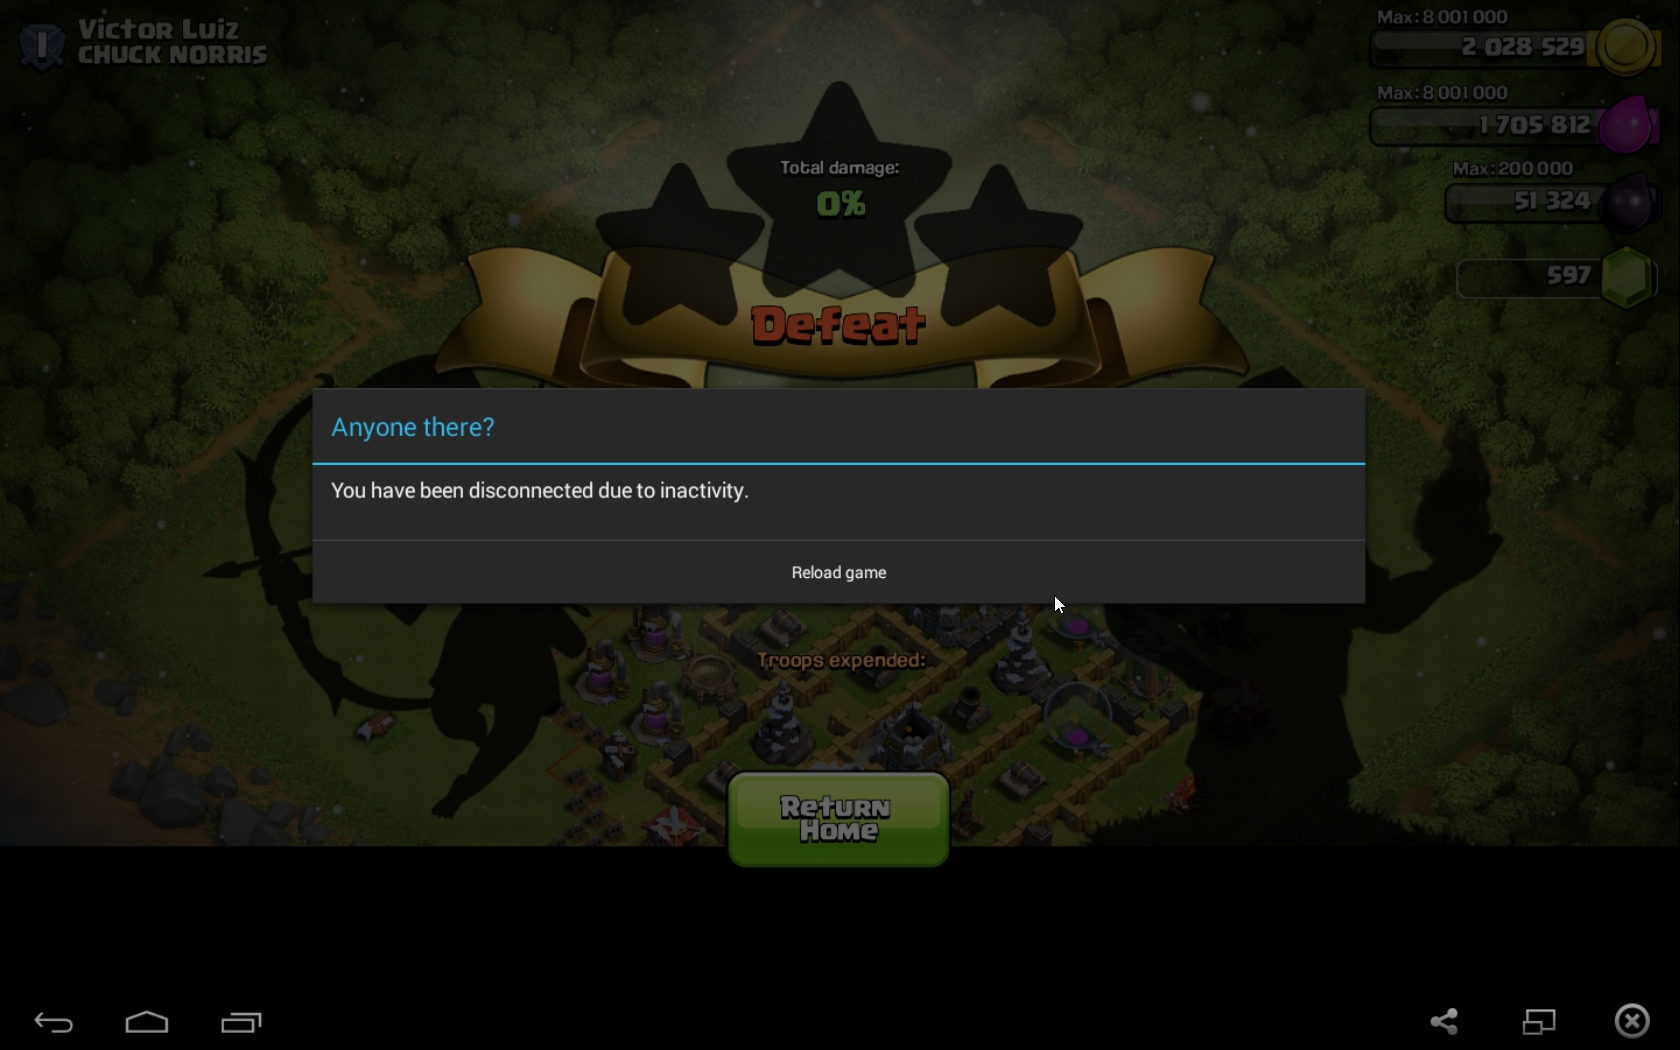 Victor Luiz
CHUCK NORRIS
Max: 8 001 000
2 028 529
Max: 8 001 000
1 705 812
Max: 200 000
51 324
597
Total damage:
0%
Defeat
Anyone there?
You have been disconnected due to inactivity.
Reload game
Troops expended:
Return
Home